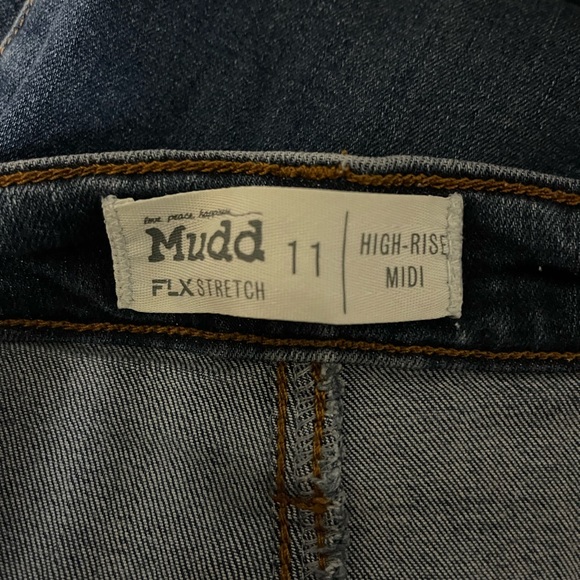 love. peace. happiness.
Mudd
FLX STRETCH
11
HIGH-RISE
MIDI